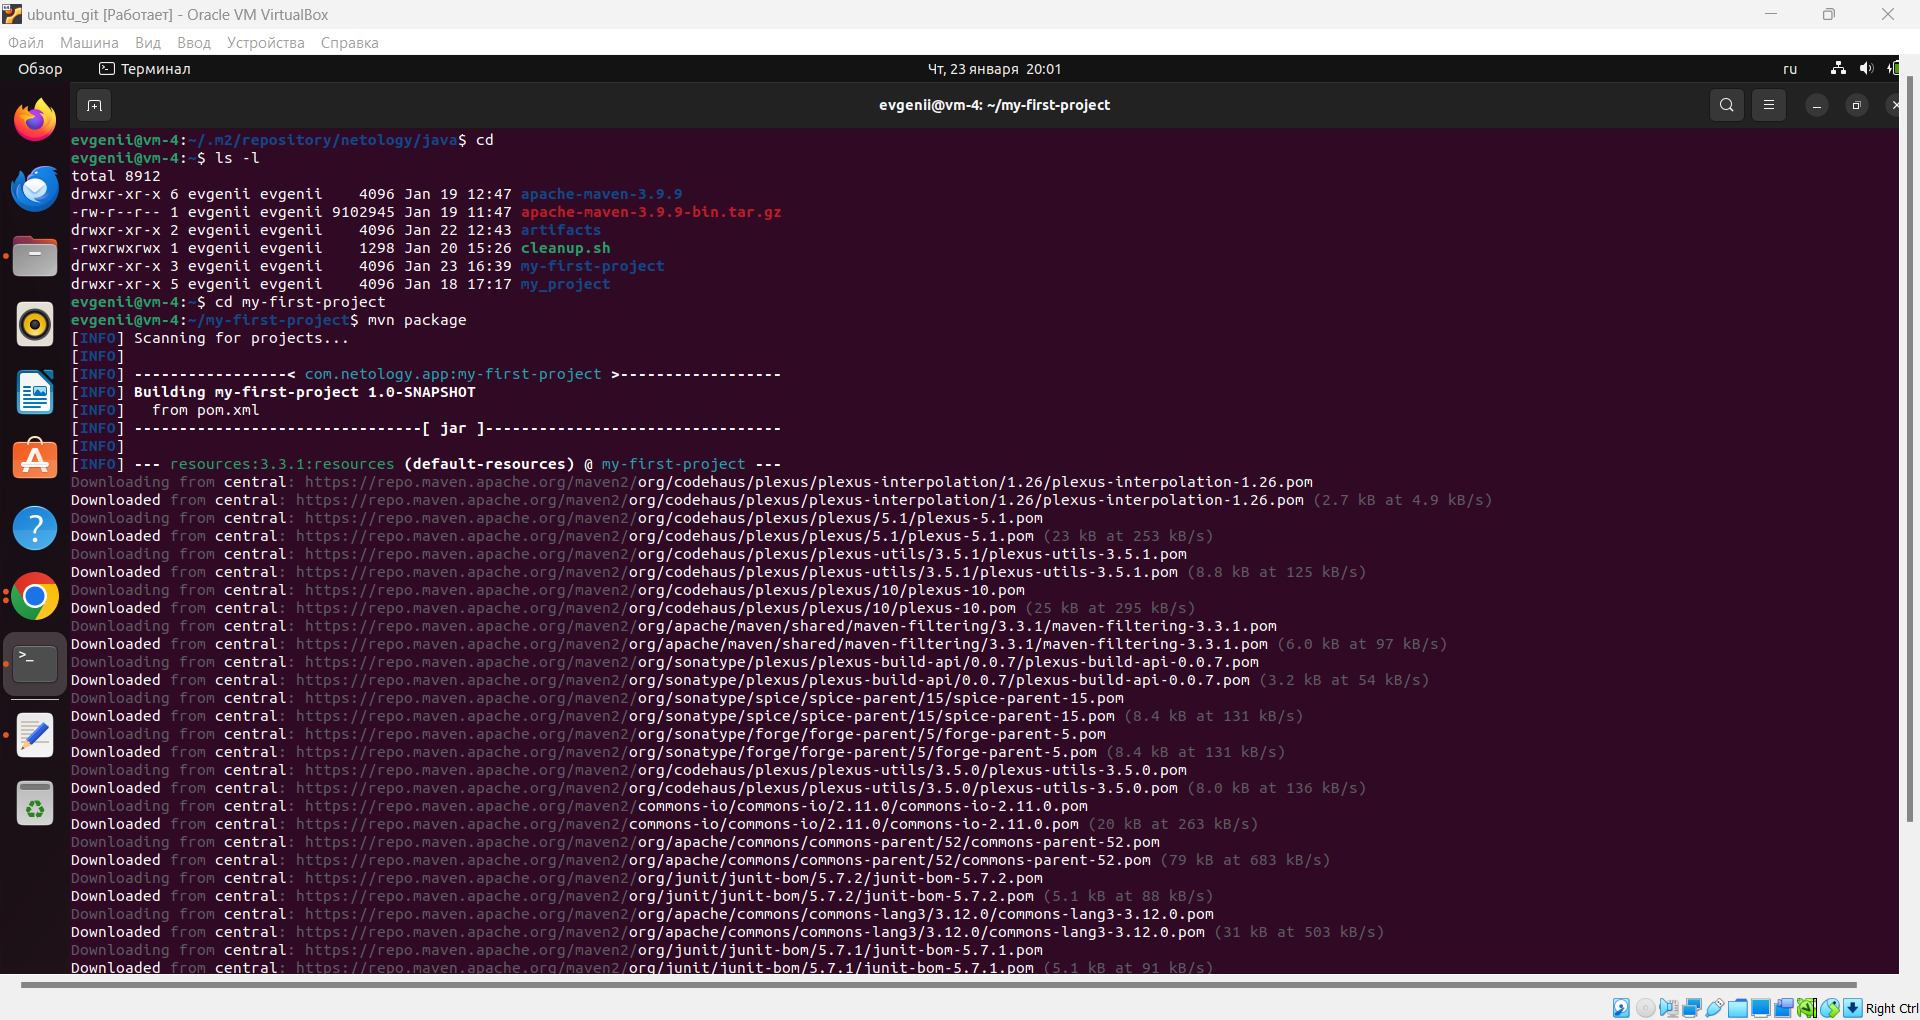 ubuntu_git [Работает] - Oracle VM VirtualBox
Файл Машина Вид Ввод Устройства Справка
Обзор Терминал Чт, 23 января 20:01 ru
evgenii@vm-4: ~/my-first-project
evgenii@vm-4:~/.m2/repository/netology/java$ cd
evgenii@vm-4:~$ ls -l
total 8912
drwxr-xr-x 6 evgenii evgenii    4096 Jan 19 12:47 apache-maven-3.9.9
-rw-r--r-- 1 evgenii evgenii 9102945 Jan 19 11:47 apache-maven-3.9.9-bin.tar.gz
drwxr-xr-x 2 evgenii evgenii    4096 Jan 22 12:43 artifacts
-rwxrwxrwx 1 evgenii evgenii    1298 Jan 20 15:26 cleanup.sh
drwxr-xr-x 3 evgenii evgenii    4096 Jan 23 16:39 my-first-project
drwxr-xr-x 5 evgenii evgenii    4096 Jan 18 17:17 my_project
evgenii@vm-4:~$ cd my-first-project
evgenii@vm-4:~/my-first-project$ mvn package
[INFO] Scanning for projects...
[INFO]
[INFO] -----------------< com.netology.app:my-first-project >------------------
[INFO] Building my-first-project 1.0-SNAPSHOT
[INFO]   from pom.xml
[INFO] --------------------------------[ jar ]---------------------------------
[INFO]
[INFO] --- resources:3.3.1:resources (default-resources) @ my-first-project ---
Downloading from central: https://repo.maven.apache.org/maven2/org/codehaus/plexus/plexus-interpolation/1.26/plexus-interpolation-1.26.pom
Downloaded from central: https://repo.maven.apache.org/maven2/org/codehaus/plexus/plexus-interpolation/1.26/plexus-interpolation-1.26.pom (2.7 kB at 4.9 kB/s)
Downloading from central: https://repo.maven.apache.org/maven2/org/codehaus/plexus/plexus/5.1/plexus-5.1.pom
Downloaded from central: https://repo.maven.apache.org/maven2/org/codehaus/plexus/plexus/5.1/plexus-5.1.pom (23 kB at 253 kB/s)
Downloading from central: https://repo.maven.apache.org/maven2/org/codehaus/plexus/plexus-utils/3.5.1/plexus-utils-3.5.1.pom
Downloaded from central: https://repo.maven.apache.org/maven2/org/codehaus/plexus/plexus-utils/3.5.1/plexus-utils-3.5.1.pom (8.8 kB at 125 kB/s)
Downloading from central: https://repo.maven.apache.org/maven2/org/codehaus/plexus/plexus/10/plexus-10.pom
Downloaded from central: https://repo.maven.apache.org/maven2/org/codehaus/plexus/plexus/10/plexus-10.pom (25 kB at 295 kB/s)
Downloading from central: https://repo.maven.apache.org/maven2/org/apache/maven/shared/maven-filtering/3.3.1/maven-filtering-3.3.1.pom
Downloaded from central: https://repo.maven.apache.org/maven2/org/apache/maven/shared/maven-filtering/3.3.1/maven-filtering-3.3.1.pom (6.0 kB at 97 kB/s)
Downloading from central: https://repo.maven.apache.org/maven2/org/sonatype/plexus/plexus-build-api/0.0.7/plexus-build-api-0.0.7.pom
Downloaded from central: https://repo.maven.apache.org/maven2/org/sonatype/plexus/plexus-build-api/0.0.7/plexus-build-api-0.0.7.pom (3.2 kB at 54 kB/s)
Downloading from central: https://repo.maven.apache.org/maven2/org/sonatype/spice/spice-parent/15/spice-parent-15.pom
Downloaded from central: https://repo.maven.apache.org/maven2/org/sonatype/spice/spice-parent/15/spice-parent-15.pom (8.4 kB at 131 kB/s)
Downloading from central: https://repo.maven.apache.org/maven2/org/sonatype/forge/forge-parent/5/forge-parent-5.pom
Downloaded from central: https://repo.maven.apache.org/maven2/org/sonatype/forge/forge-parent/5/forge-parent-5.pom (8.4 kB at 131 kB/s)
Downloading from central: https://repo.maven.apache.org/maven2/org/codehaus/plexus/plexus-utils/3.5.0/plexus-utils-3.5.0.pom
Downloaded from central: https://repo.maven.apache.org/maven2/org/codehaus/plexus/plexus-utils/3.5.0/plexus-utils-3.5.0.pom (8.0 kB at 136 kB/s)
Downloading from central: https://repo.maven.apache.org/maven2/commons-io/commons-io/2.11.0/commons-io-2.11.0.pom
Downloaded from central: https://repo.maven.apache.org/maven2/commons-io/commons-io/2.11.0/commons-io-2.11.0.pom (20 kB at 263 kB/s)
Downloading from central: https://repo.maven.apache.org/maven2/org/apache/commons/commons-parent/52/commons-parent-52.pom
Downloaded from central: https://repo.maven.apache.org/maven2/org/apache/commons/commons-parent/52/commons-parent-52.pom (79 kB at 683 kB/s)
Downloading from central: https://repo.maven.apache.org/maven2/org/junit/junit-bom/5.7.2/junit-bom-5.7.2.pom
Downloaded from central: https://repo.maven.apache.org/maven2/org/junit/junit-bom/5.7.2/junit-bom-5.7.2.pom (5.1 kB at 88 kB/s)
Downloading from central: https://repo.maven.apache.org/maven2/org/apache/commons/commons-lang3/3.12.0/commons-lang3-3.12.0.pom
Downloaded from central: https://repo.maven.apache.org/maven2/org/apache/commons/commons-lang3/3.12.0/commons-lang3-3.12.0.pom (31 kB at 503 kB/s)
Downloading from central: https://repo.maven.apache.org/maven2/org/junit/junit-bom/5.7.1/junit-bom-5.7.1.pom
Downloaded from central: https://repo.maven.apache.org/maven2/org/junit/junit-bom/5.7.1/junit-bom-5.7.1.pom (5.1 kB at 91 kB/s)
Right Ctrl